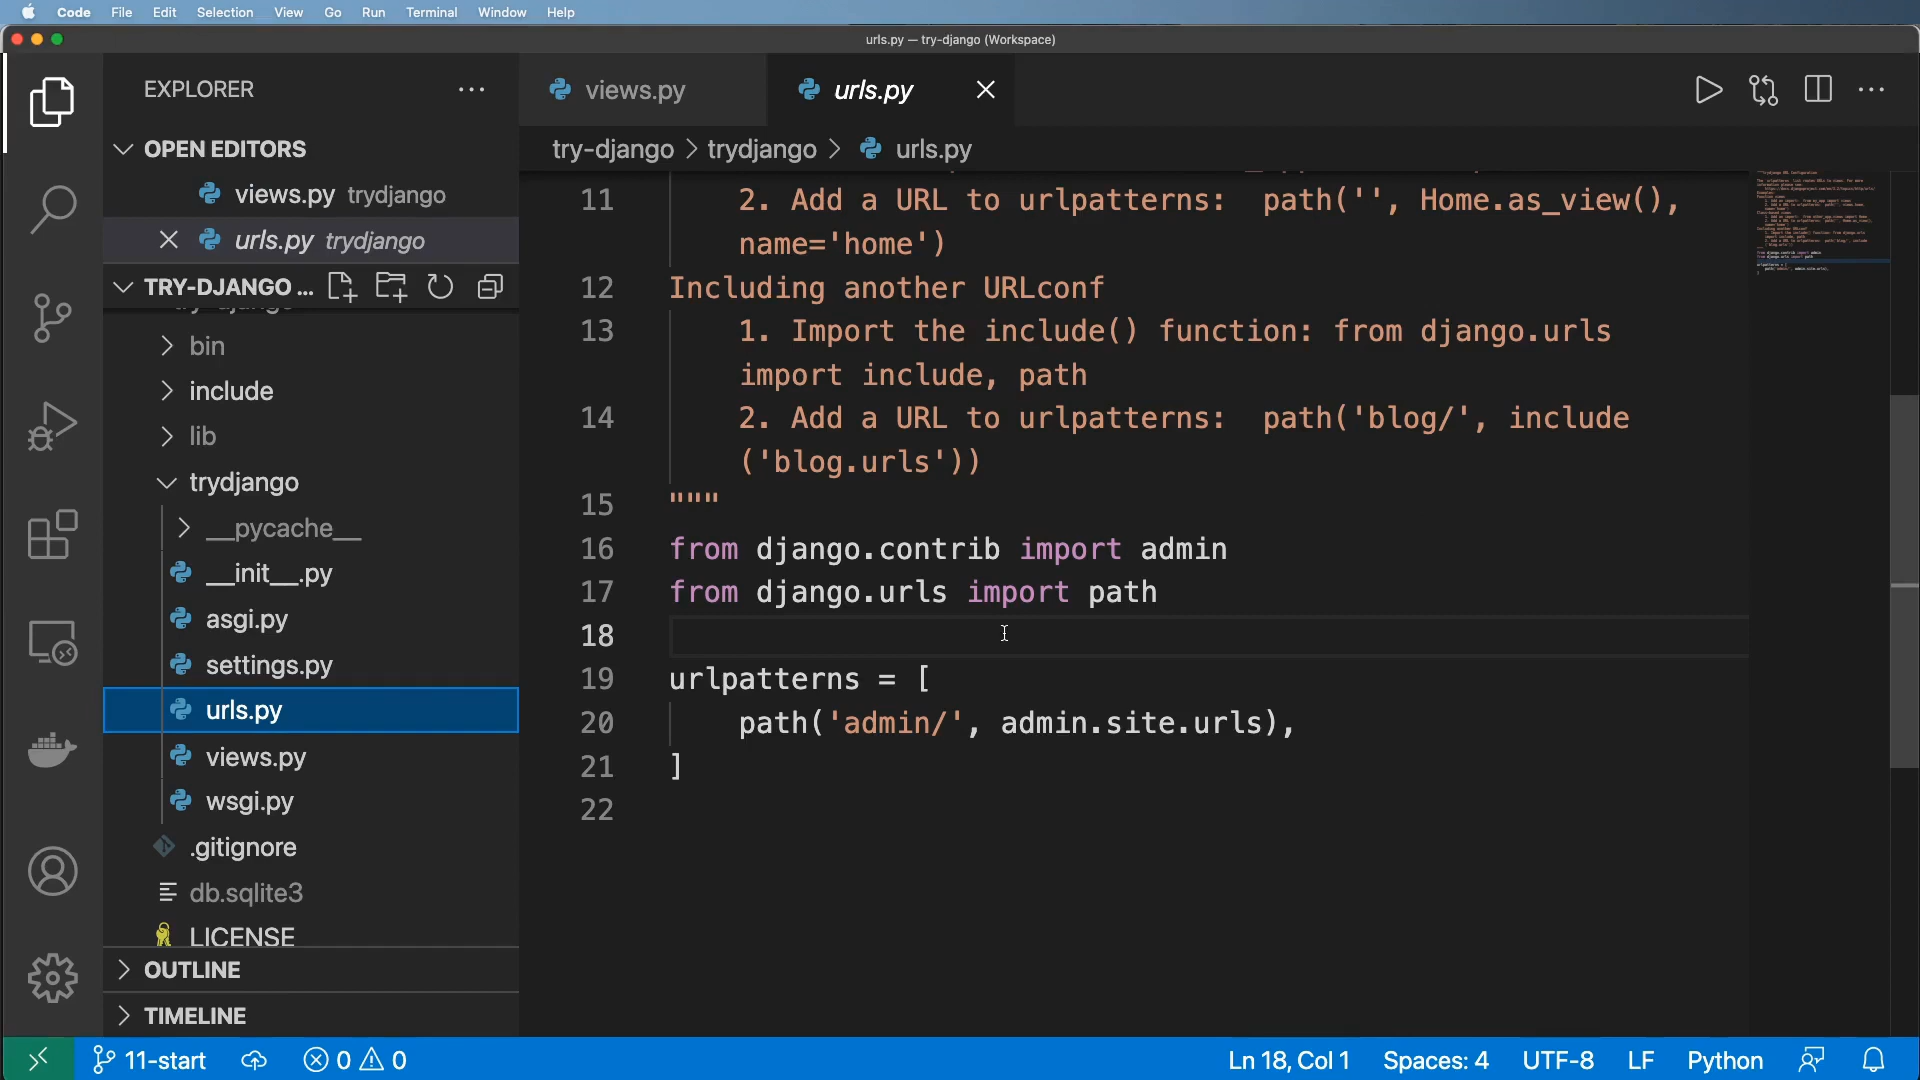 Code File Edit Selection View Go Run Terminal Window Help
urls.py — try-django (Workspace)
EXPLORER
OPEN EDITORS
views.py trydjango
urls.py trydjango
TRY-DJANGO ...
try-django
bin
include
lib
trydjango
__pycache__
__init__.py
asgi.py
settings.py
urls.py
views.py
wsgi.py
.gitignore
db.sqlite3
LICENSE
OUTLINE
TIMELINE
views.py urls.py
try-django > trydjango > urls.py
11 2. Add a URL to urlpatterns:  path('', Home.as_view(),
name='home')
12 Including another URLconf
13 1. Import the include() function: from django.urls
import include, path
14 2. Add a URL to urlpatterns:  path('blog/', include
('blog.urls'))
15 """
16 from django.contrib import admin
17 from django.urls import path
18
19 urlpatterns = [
20 path('admin/', admin.site.urls),
21 ]
22
11-start 0 0 Ln 18, Col 1 Spaces: 4 UTF-8 LF Python